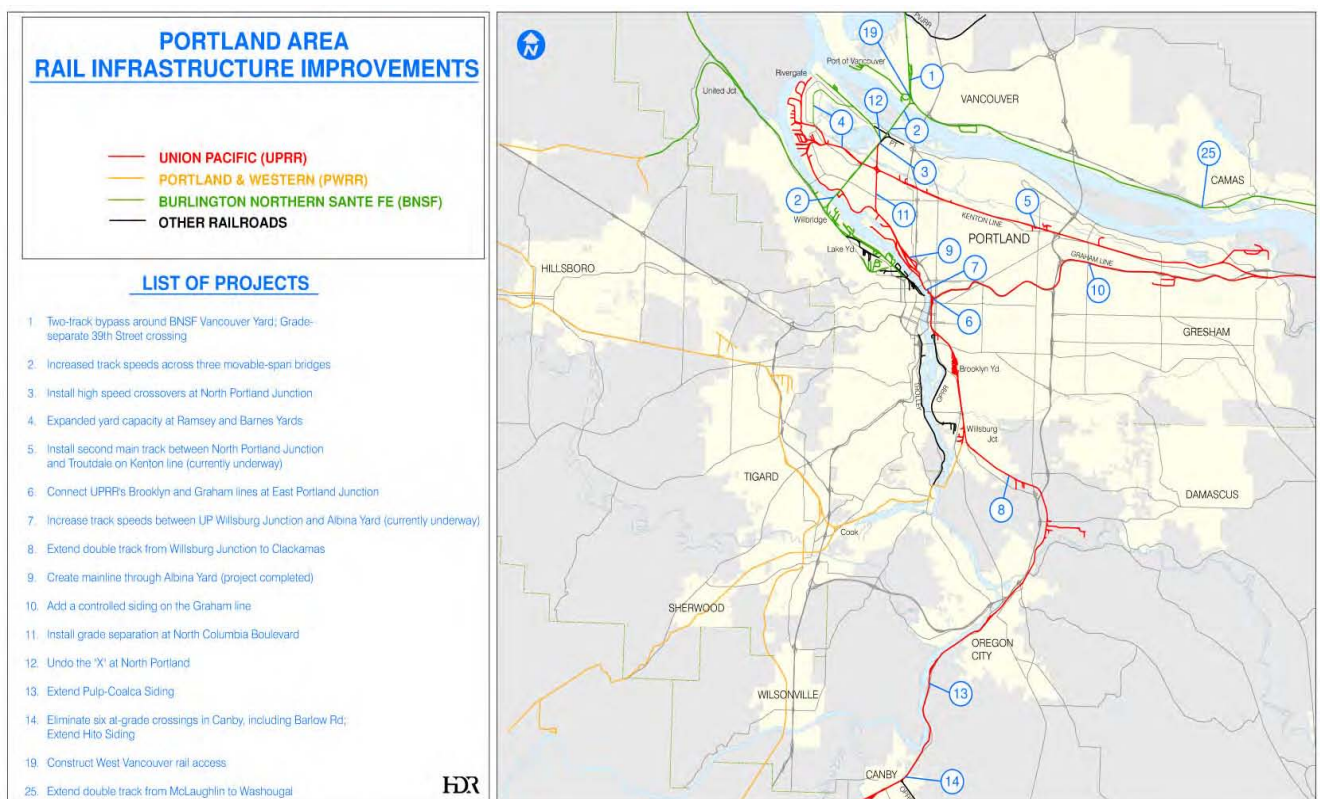 PORTLAND AREA
RAIL INFRASTRUCTURE IMPROVEMENTS
UNION PACIFIC (UPRR)
PORTLAND & WESTERN (PWRR)
BURLINGTON NORTHERN SANTE FE (BNSF)
OTHER RAILROADS
LIST OF PROJECTS
1 Two-track bypass around BNSF Vancouver Yard; Grade-
separate 39th Street crossing
2. Increased track speeds across three movable-span bridges
3. Install high speed crossovers at North Portland Junction
4. Expanded yard capacity at Ramsey and Barnes Yards
5. Install second main track between North Portland Junction
and Troutdale on Kenton line (currently underway)
6. Connect UPRR's Brooklyn and Graham lines at East Portland Junction
7. Increase track speeds between UP Willsburg Junction and Albina Yard (currently underway)
8. Extend double track from Willsburg Junction to Clackamas
9. Create mainline through Albina Yard (project completed)
10. Add a controlled siding on the Graham line
11. Install grade separation at North Columbia Boulevard
12. Undo the 'X' at North Portland
13. Extend Pulp-Coalca Siding
14. Eliminate six at-grade crossings in Canby, including Barlow Rd;
Extend Hito Siding
19. Construct West Vancouver rail access
25. Extend double track from McLaughlin to Washougal
HDR
N
PVJRR
19
Port of Vancouver
1
Rivergate
United Jct
12
VANCOUVER
4
2
PT
3
25
CAMAS
2
11
Willbridge
KENTON LINE
5
PORTLAND
Lake Yd
9
GRAHAM LINE
HILLSBORO
7
10
6
GRESHAM
Brooklyn Yd
TROLLEY
OPRR
Willsburg
Jct
TIGARD
8
DAMASCUS
Cook
SHERWOOD
OREGON
CITY
13
WILSONVILLE
CANBY
14
OPRR